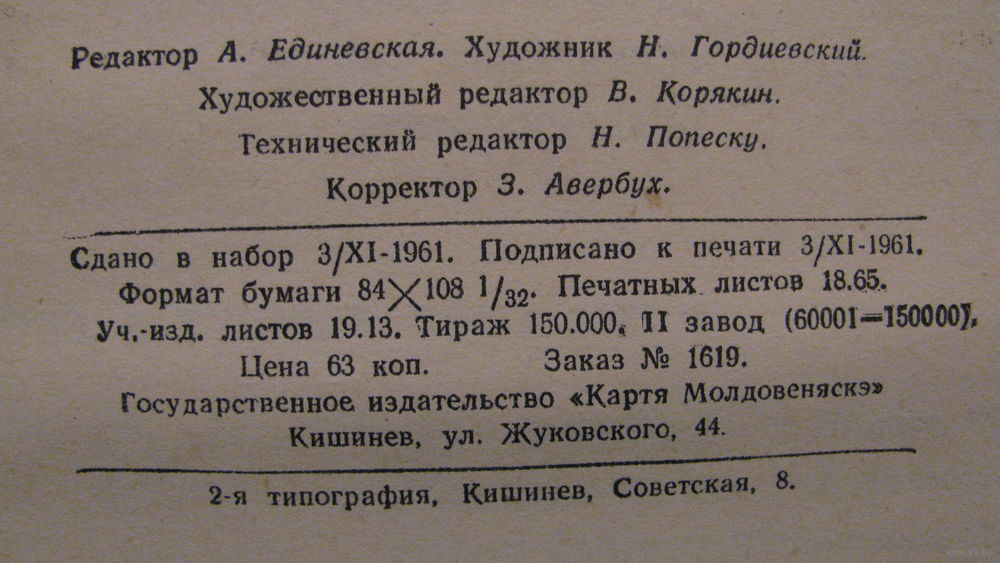 Редактор А. Единевская. Художник Н. Гордиевский.
Художественный редактор В. Корякин.
Технический редактор Н. Попеску.
Корректор З. Авербух.
Сдано в набор 3/XI-1961. Подписано к печати 3/XI-1961.
Формат бумаги 84×108 1/32. Печатных листов 18.65.
Уч.-изд. листов 19.13. Тираж 150.000. II завод (60001—150000).
Цена 63 коп. Заказ № 1619.
Государственное издательство «Картя Молдовеняскэ»
Кишинев, ул. Жуковского, 44.
2-я типография, Кишинев, Советская, 8.